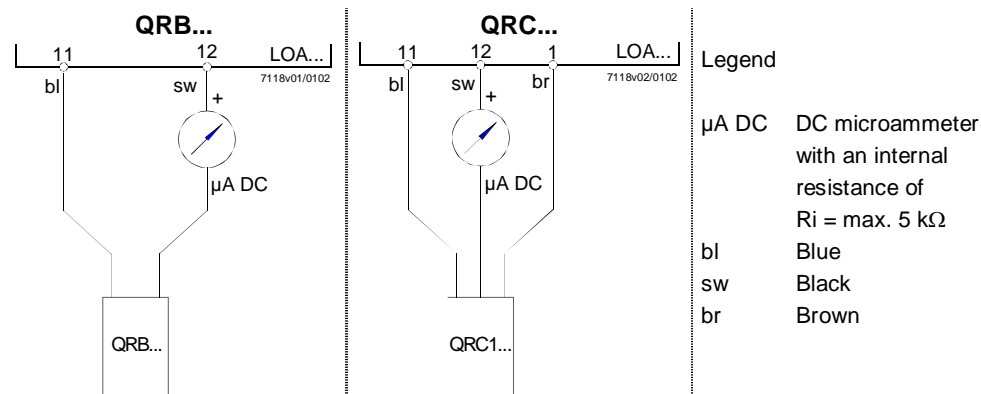 QRB...
11 12 LOA...
7118v01/0102
bl sw
+
µA DC
QRB...
QRC...
11 12 1 LOA...
7118v02/0102
bl sw br
+
µA DC
QRC1...
Legend
µA DC DC microammeter
with an internal
resistance of
Ri = max. 5 kΩ
bl Blue
sw Black
br Brown